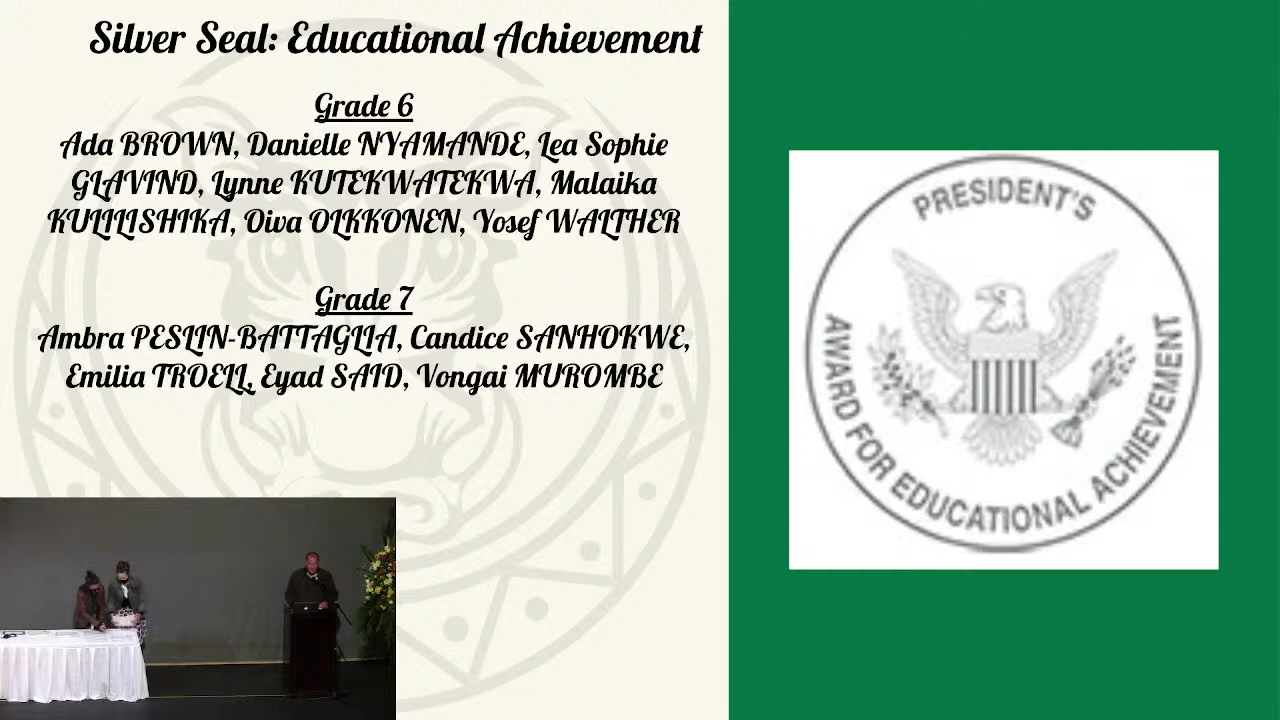 Silver Seal: Educational Achievement
Grade 6
Ada BROWN, Danielle NYAMANDE, Lea Sophie
GLAVIND, Lynne KUTEKWATEKWA, Malaika
KULILISHIKA, Oiva OLKKONEN, Yosef WALTHER
Grade 7
Ambra PESLIN-BATTAGLIA, Candice SANHOKWE,
Emilia TROELL, Eyad SAID, Vongai MUROMBE
PRESIDENT'S
AWARD FOR EDUCATIONAL ACHIEVEMENT